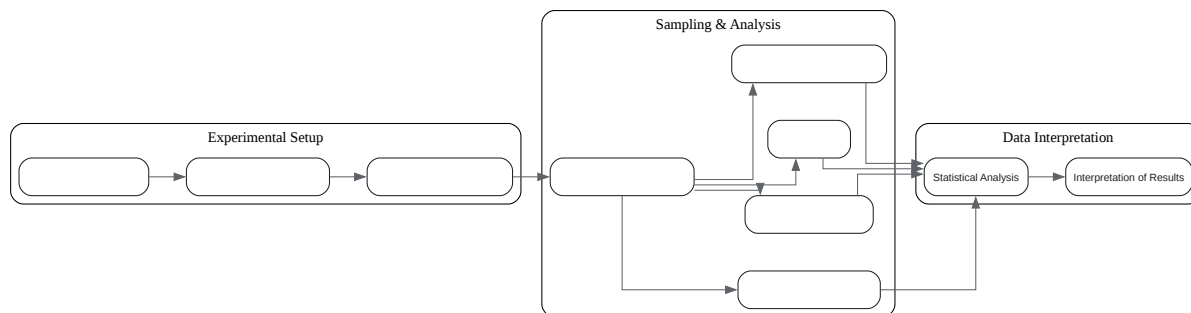 Sampling & Analysis
Experimental Setup
Data Interpretation
Statistical Analysis
Interpretation of Results